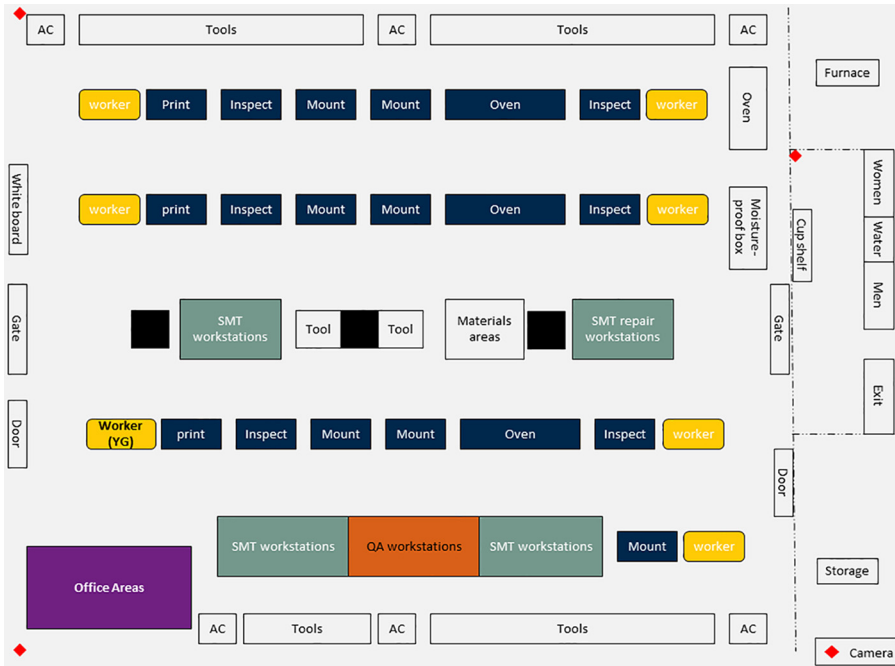 AC
Tools
AC
Tools
AC
Furnace
worker
Print
Inspect
Mount
Mount
Oven
Inspect
worker
Oven
White board
worker
print
Inspect
Mount
Mount
Oven
Inspect
worker
Moisture-
proof box
Cup shelf
Women
Water
Men
Gate
SMT
workstations
Tool
Tool
Materials
areas
SMT repair
workstations
Gate
Exit
Door
Worker
(YG)
print
Inspect
Mount
Mount
Oven
Inspect
worker
Door
SMT workstations
QA workstations
SMT workstations
Mount
worker
Office Areas
Storage
AC
Tools
AC
Tools
AC
Camera